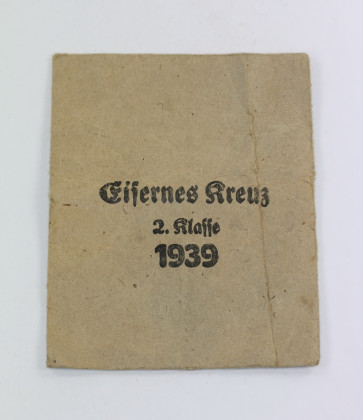 Eiſernes Kreuz
2. Klaſſe
1939